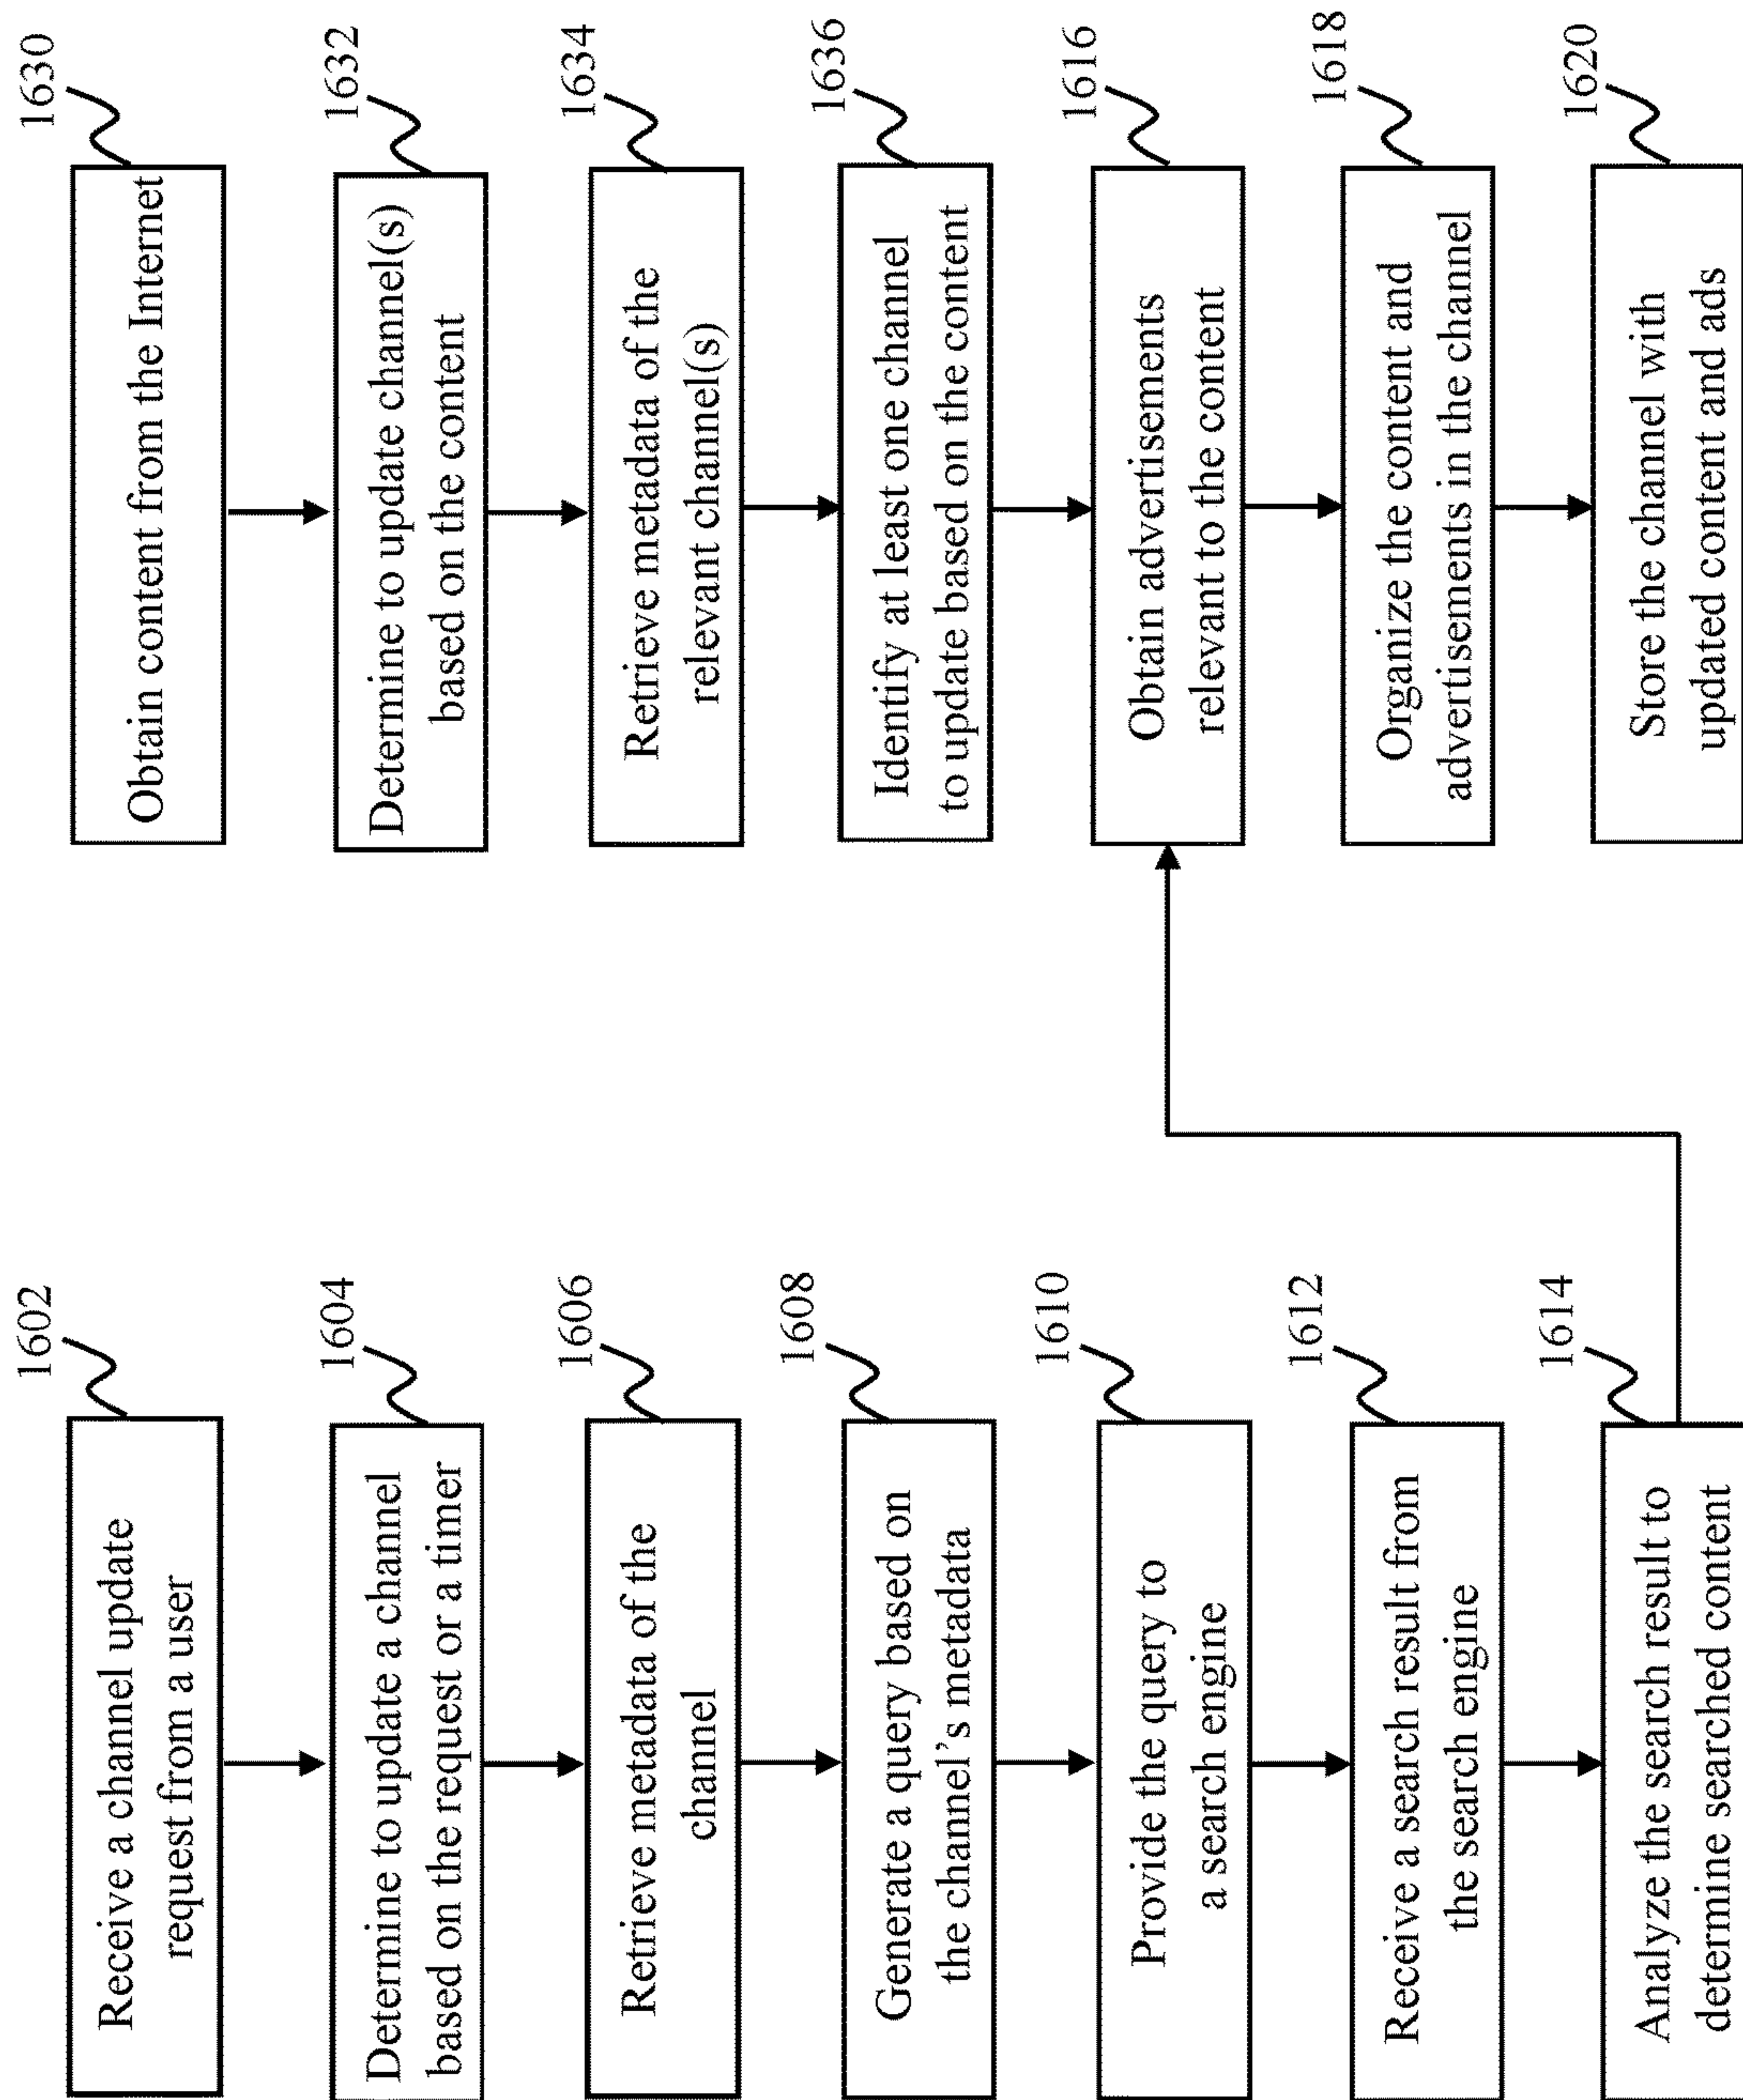 1602
Receive a channel update
request from a user
1604
Determine to update a channel
based on the request or a timer
1606
Retrieve metadata of the
channel
1608
Generate a query based on
the channel's metadata
1610
Provide the query to
a search engine
1612
Receive a search result from
the search engine
1614
Analyze the search result to
determine searched content
1630
Obtain content from the Internet
1632
Determine to update channel(s)
based on the content
1634
Retrieve metadata of the
relevant channel(s)
1636
Identify at least one channel
to update based on the content
1616
Obtain advertisements
relevant to the content
1618
Organize the content and
advertisements in the channel
1620
Store the channel with
updated content and ads